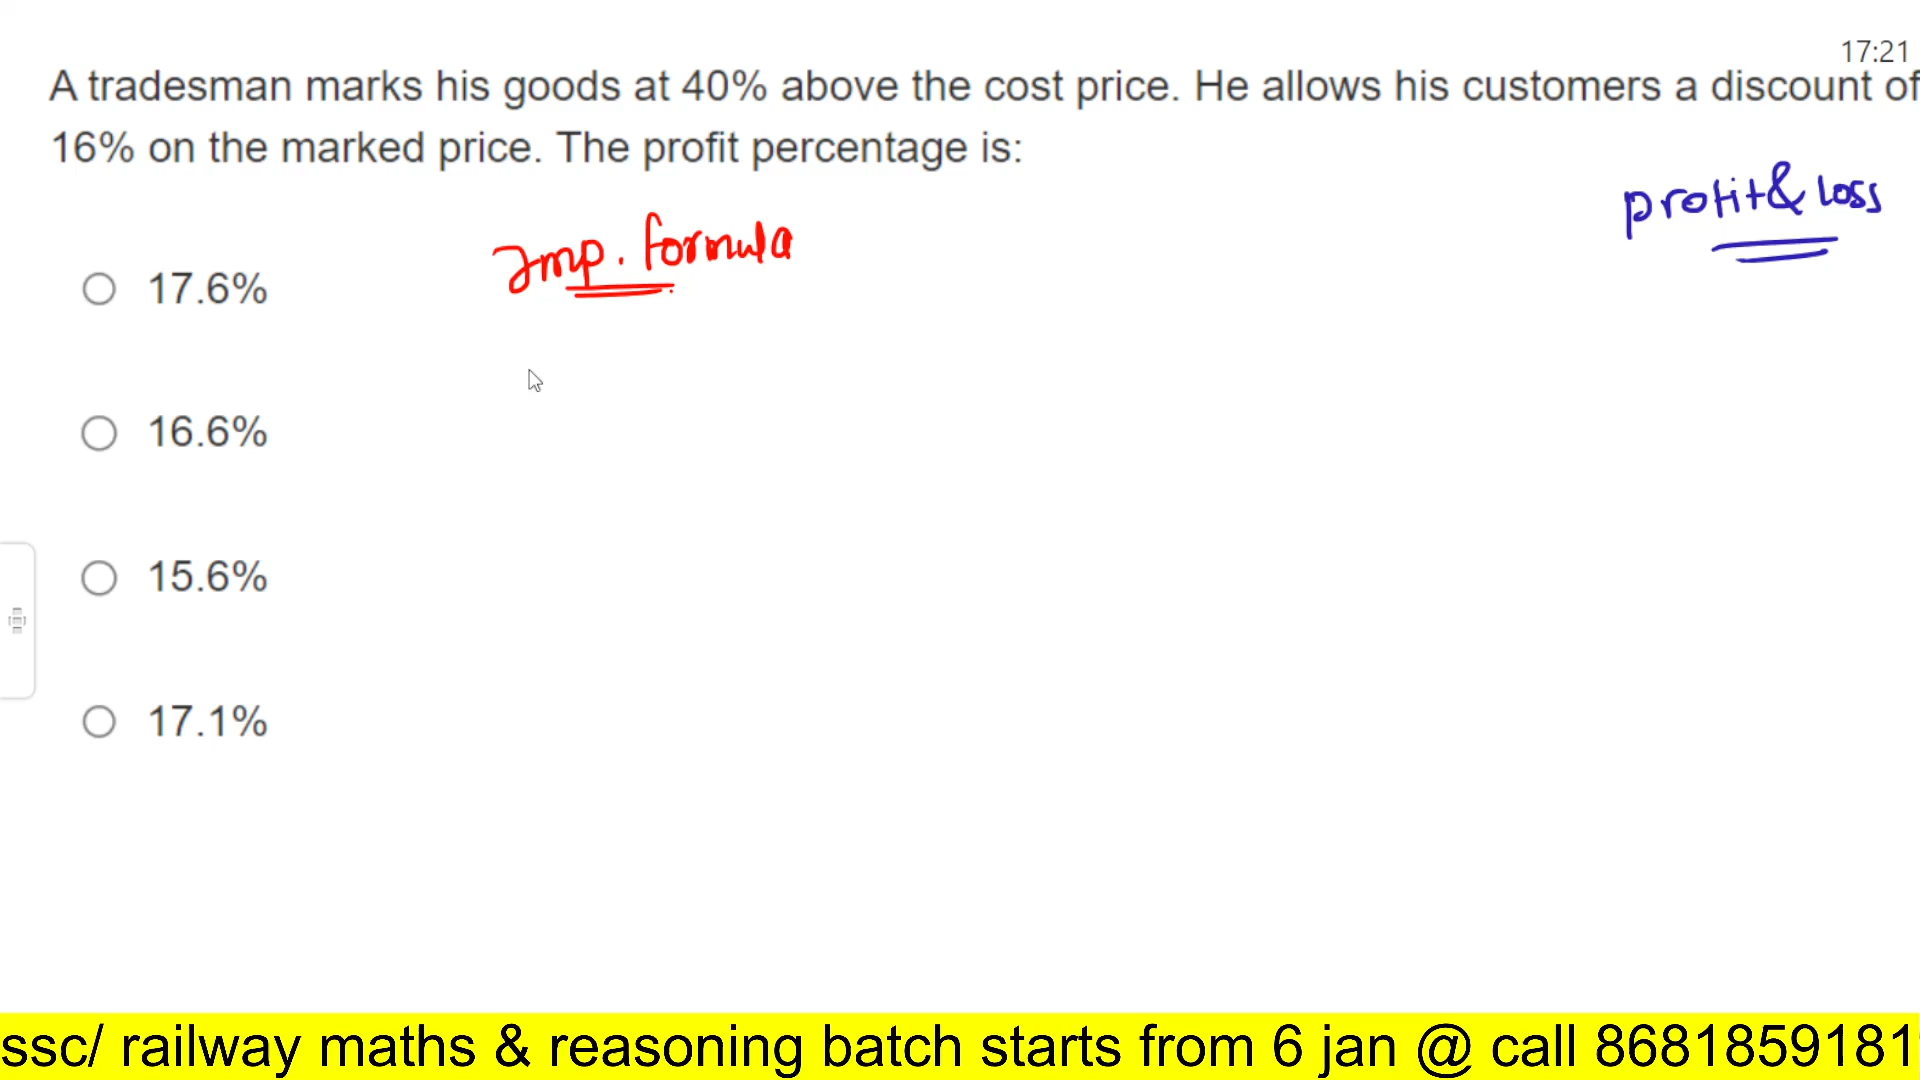 17:21
A tradesman marks his goods at 40% above the cost price. He allows his customers a discount of
16% on the marked price. The profit percentage is:
profit & loss
Imp. formula
17.6%
16.6%
15.6%
17.1%
ssc/ railway maths & reasoning batch starts from 6 jan @ call 8681859181